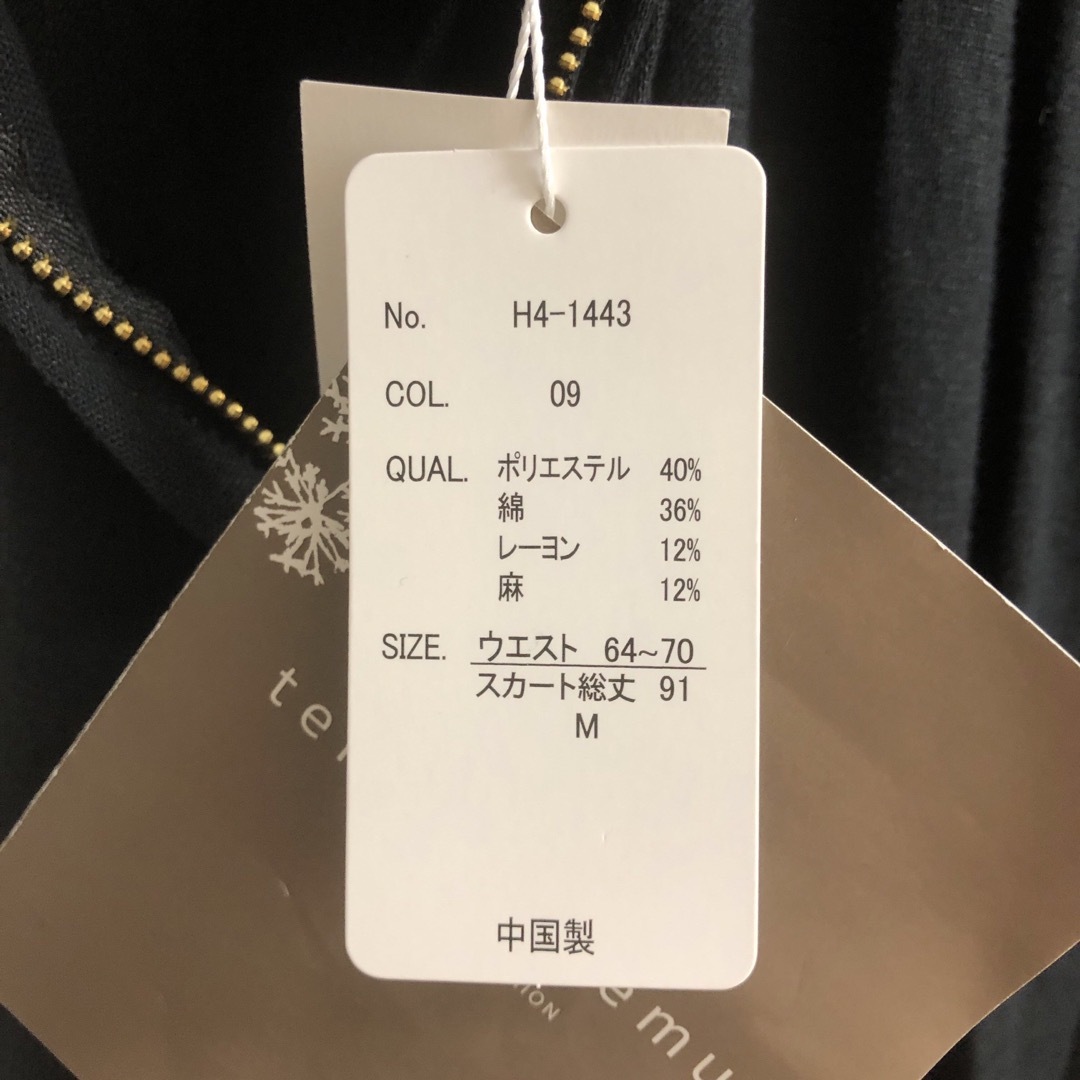 No. H4-1443
COL. 09
QUAL. ポリエステル 40%
綿 36%
レーヨン 12%
麻 12%
SIZE. ウエスト 64~70
スカート総丈 91
M
中国製